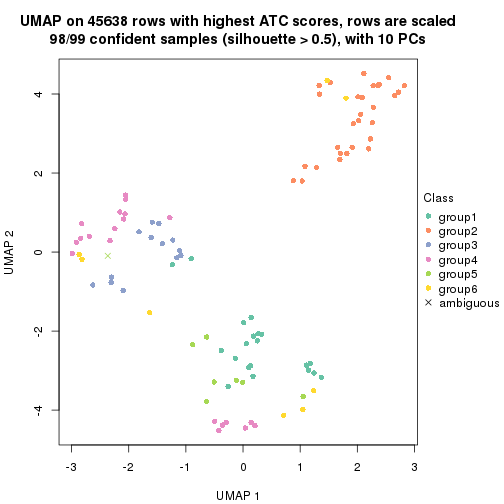 UMAP on 45638 rows with highest ATC scores, rows are scaled
98/99 confident samples (silhouette > 0.5), with 10 PCs
UMAP 2
4
2
0
-2
-4
-3
-2
-1
0
1
2
3
UMAP 1
Class
group1
group2
group3
group4
group5
group6
ambiguous